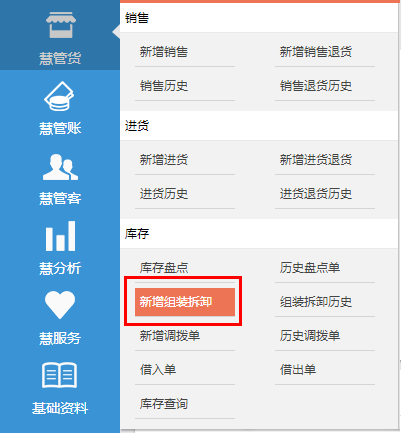 慧管货
慧管账
慧管客
慧分析
慧服务
基础资料
销售
新增销售 新增销售退货
销售历史 销售退货历史
进货
新增进货 新增进货退货
进货历史 进货退货历史
库存
库存盘点 历史盘点单
新增组装拆卸 组装拆卸历史
新增调拨单 历史调拨单
借入单 借出单
库存查询